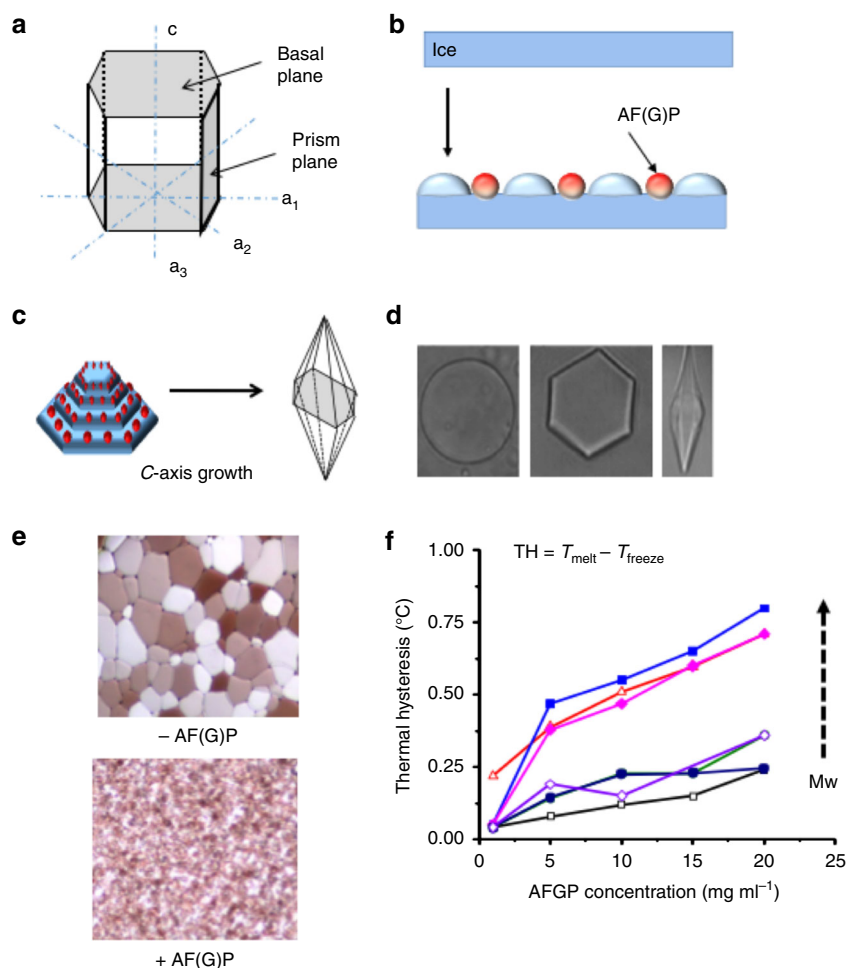 a
c
Basal
plane
Prism
plane
a1
a2
a3
b
Ice
AF(G)P
c
C-axis growth
d
e
– AF(G)P
+ AF(G)P
f
TH = Tmelt – Tfreeze
Thermal hysteresis (°C)
1.00
0.75
0.50
0.25
0.00
0
5
10
15
20
25
AFGP concentration (mg ml⁻¹)
Mw